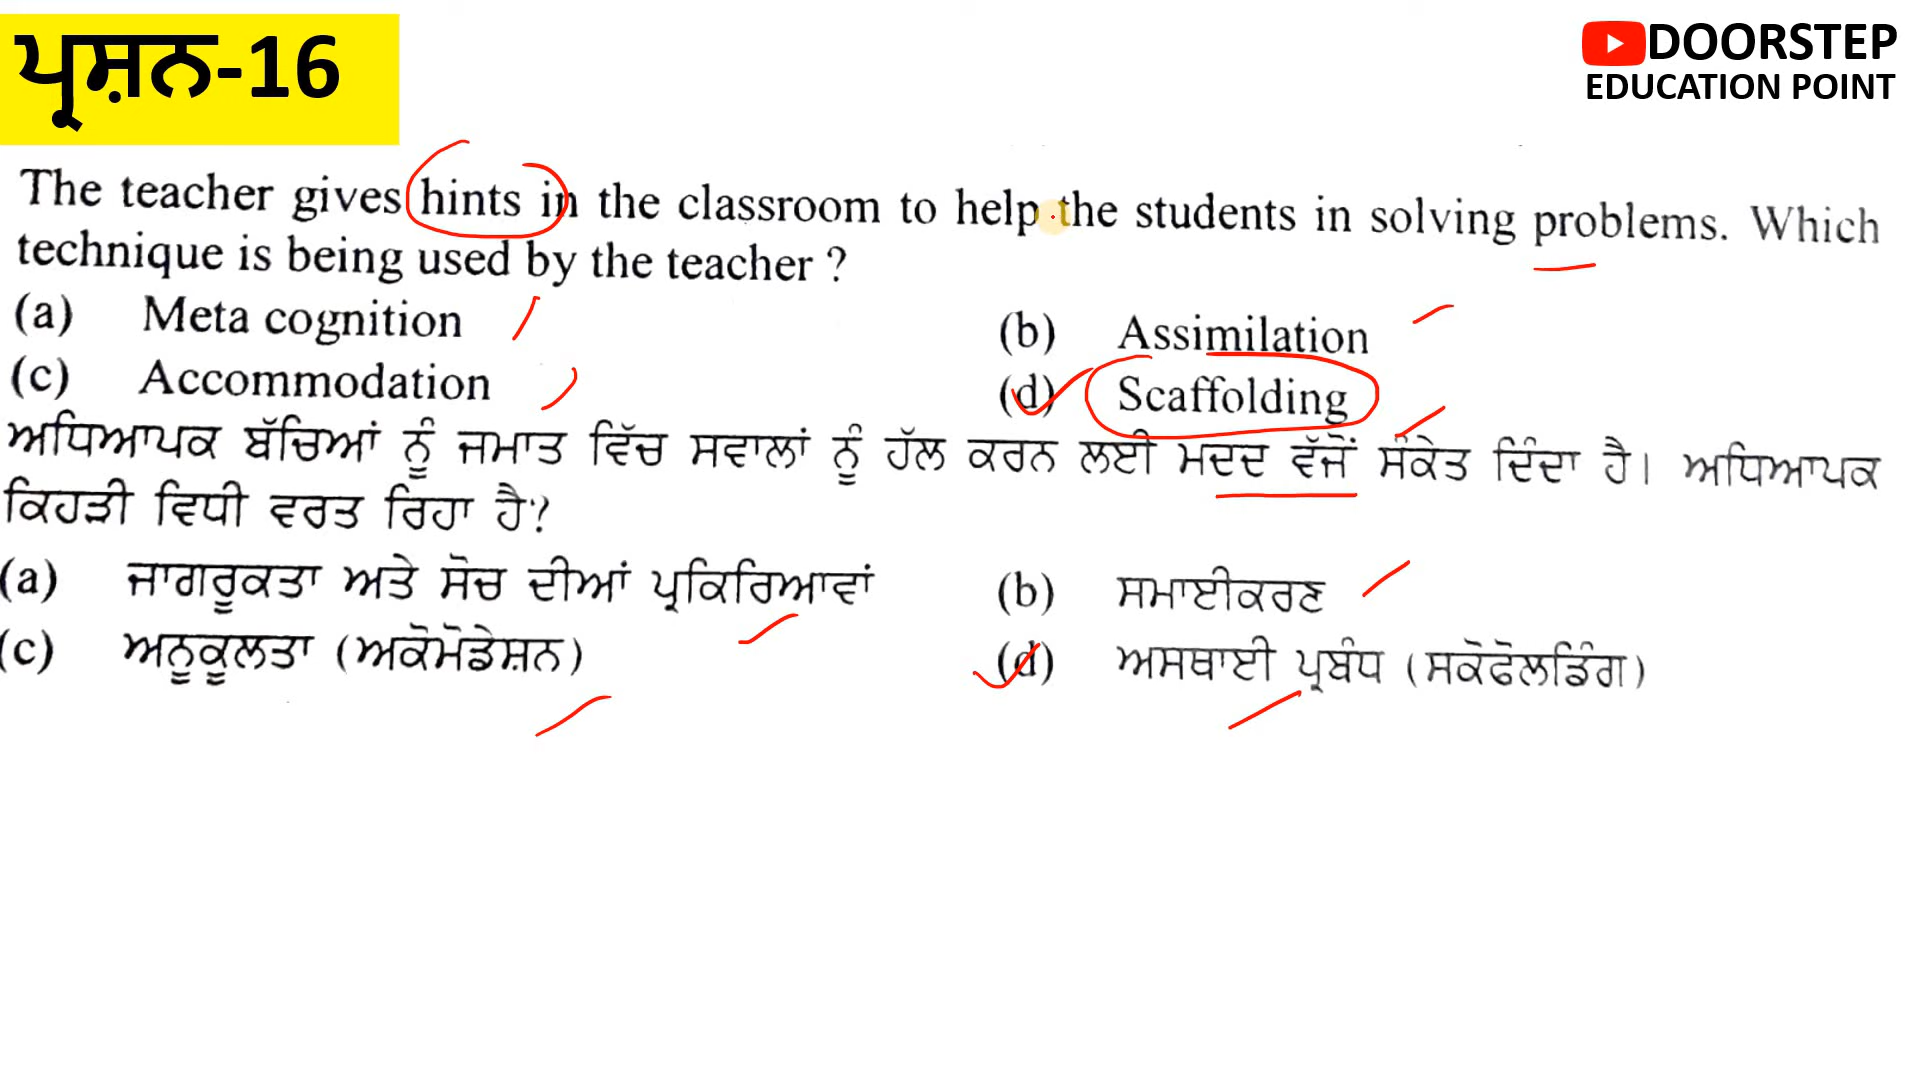 ਪ੍ਰਸ਼ਨ-16
DOORSTEP
EDUCATION POINT
The teacher gives hints in the classroom to help the students in solving problems. Which
technique is being used by the teacher ?
(a) Meta cognition
(b) Assimilation
(c) Accommodation
(d) Scaffolding
ਅਧਿਆਪਕ ਬੱਚਿਆਂ ਨੂੰ ਜਮਾਤ ਵਿੱਚ ਸਵਾਲਾਂ ਨੂੰ ਹੱਲ ਕਰਨ ਲਈ ਮਦਦ ਵੱਜੋਂ ਸੰਕੇਤ ਦਿੰਦਾ ਹੈ। ਅਧਿਆਪਕ
ਕਿਹੜੀ ਵਿਧੀ ਵਰਤ ਰਿਹਾ ਹੈ?
(a) ਜਾਗਰੂਕਤਾ ਅਤੇ ਸੋਚ ਦੀਆਂ ਪ੍ਰਕਿਰਿਆਵਾਂ
(b) ਸਮਾਈਕਰਣ
(c) ਅਨੁਕੂਲਤਾ (ਅਕੋਮੋਡੇਸ਼ਨ)
(d) ਅਸਥਾਈ ਪ੍ਰਬੰਧ (ਸਕੋਫੋਲਡਿੰਗ)